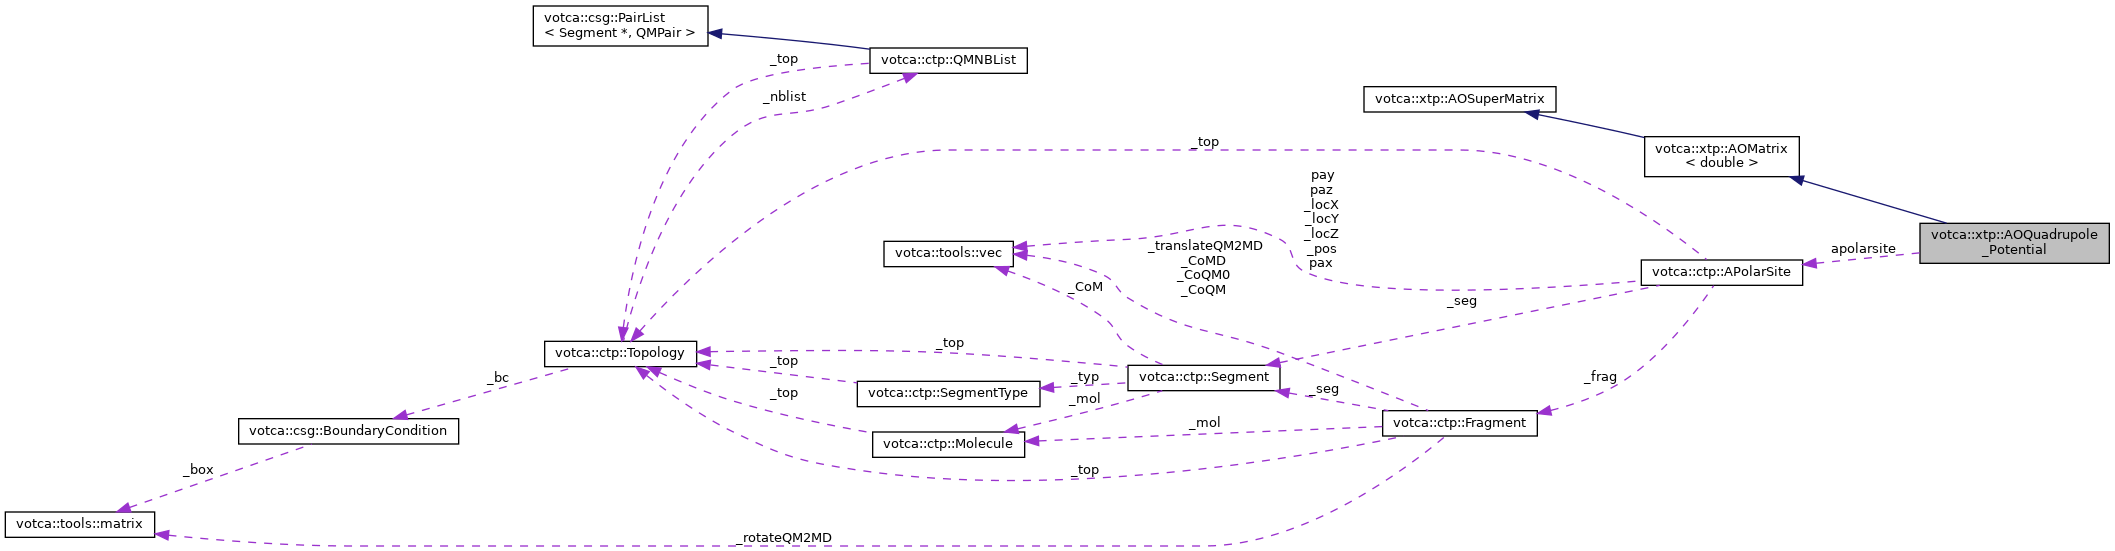 votca::csg::PairList
< Segment *, QMPair >
_top
votca::ctp::QMNBList
_nblist
votca::xtp::AOSuperMatrix
_top
votca::xtp::AOMatrix
< double >
pay
paz
_locX
_locY
_locZ
_pos
pax
votca::xtp::AOQuadrupole
_Potential
apolarsite
votca::tools::vec
_translateQM2MD
_CoMD
_CoQM0
_CoQM
votca::ctp::APolarSite
_CoM
_seg
votca::ctp::Topology
_top
_top
_typ
votca::ctp::Segment
_frag
_bc
votca::ctp::SegmentType
_top
_mol
_seg
votca::csg::BoundaryCondition
votca::ctp::Molecule
_mol
votca::ctp::Fragment
_box
_top
votca::tools::matrix
_rotateQM2MD